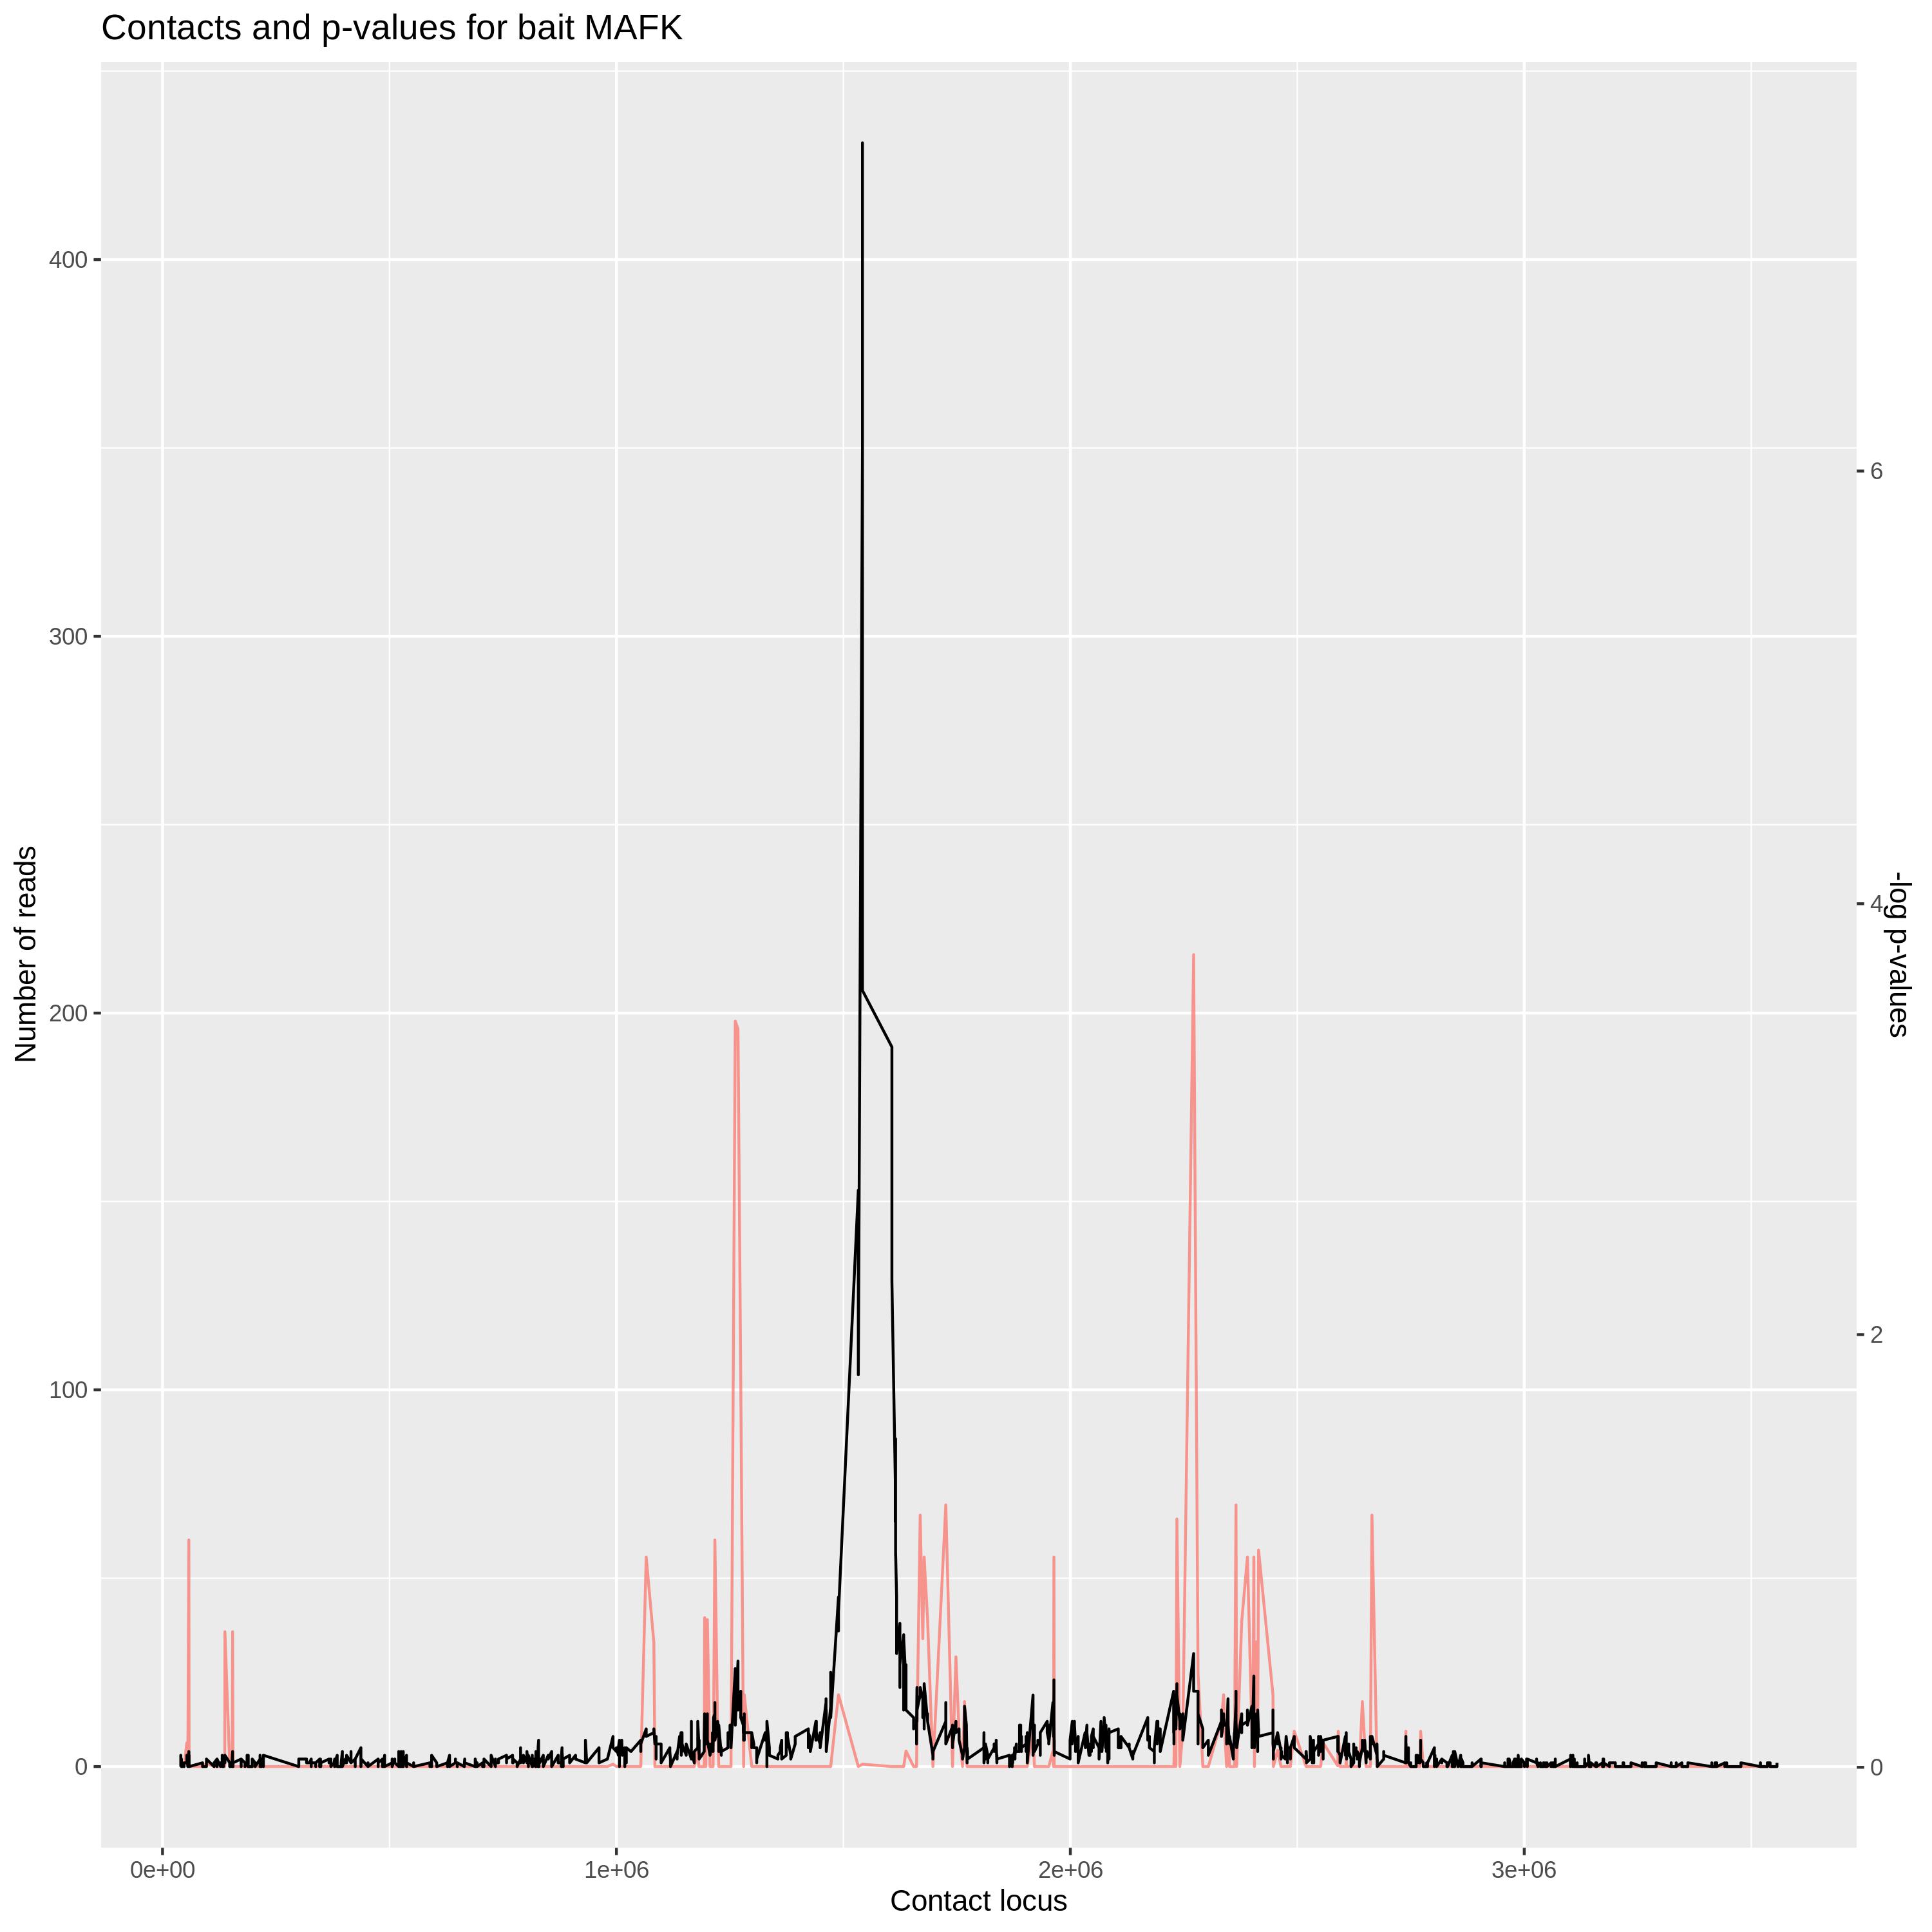 Contacts and p-values for bait MAFK
Number of reads
400
300
200
100
0
6
4
2
0
-log p-values
0e+00
1e+06
2e+06
3e+06
Contact locus